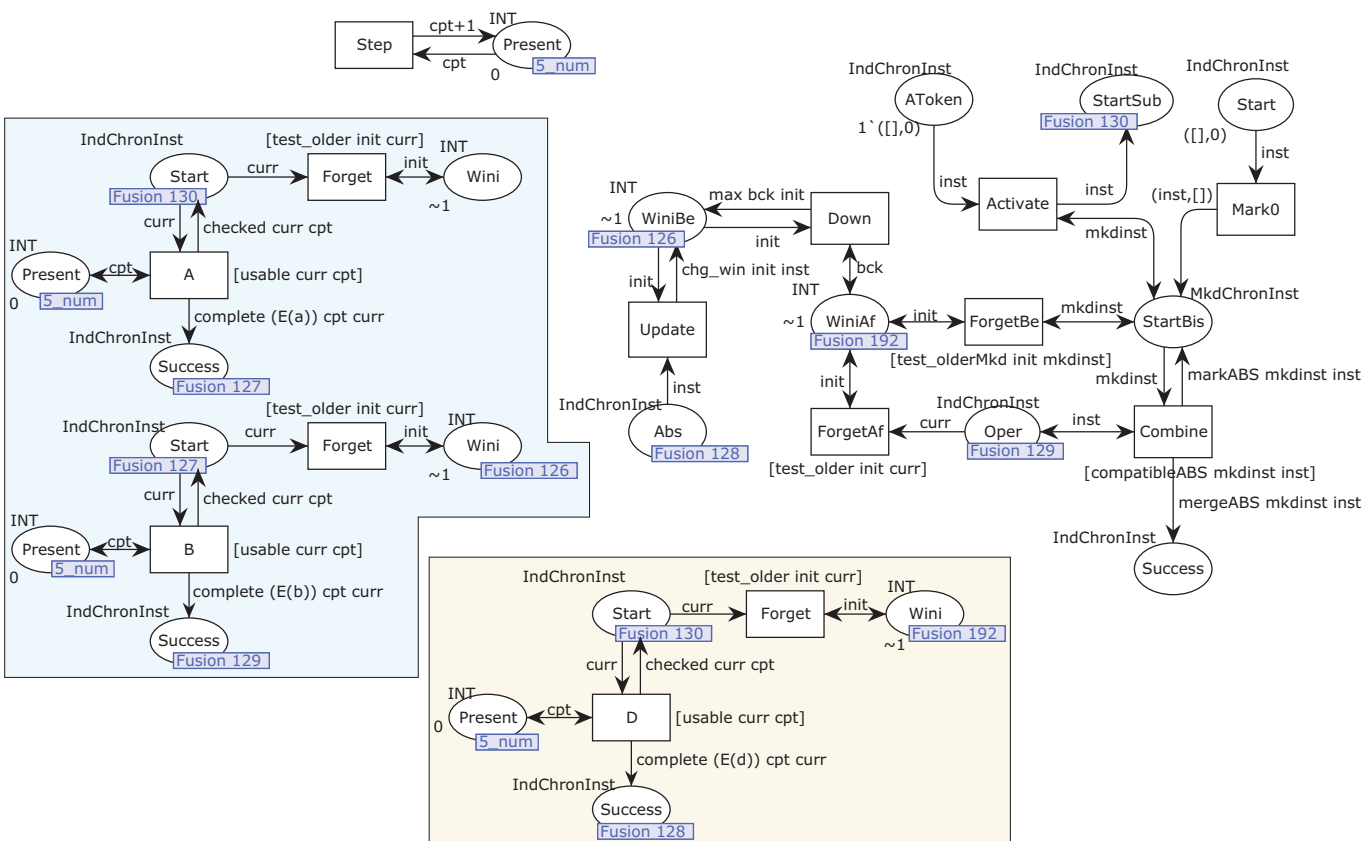 INT
cpt+1
Step
Present
cpt
5_num
0
IndChronInst
AToken
1`([],0)
IndChronInst
StartSub
Fusion 130
IndChronInst
Start
([],0)
inst
inst
Activate
inst
(inst,[])
Mark0
mkdinst
IndChronInst
[test_older init curr]
INT
Start
curr
Forget
init
Wini
Fusion 130
~1
curr
checked curr cpt
INT
Present
cpt
A
[usable curr cpt]
0
5_num
complete (E(a)) cpt curr
IndChronInst
Success
Fusion 127
[test_older init curr]
IndChronInst
INT
Start
curr
Forget
init
Wini
Fusion 127
~1
Fusion 126
curr
checked curr cpt
INT
Present
cpt
B
[usable curr cpt]
0
5_num
complete (E(b)) cpt curr
IndChronInst
Success
Fusion 129
INT
~1
WiniBe
Fusion 126
max bck init
init
Down
init
chg_win init inst
bck
Update
inst
IndChronInst
Abs
Fusion 128
INT
~1
WiniAf
Fusion 192
init
ForgetBe
mkdinst
[test_olderMkd init mkdinst]
MkdChronInst
StartBis
init
mkdinst
markABS mkdinst inst
IndChronInst
ForgetAf
curr
Oper
Fusion 129
inst
Combine
[test_older init curr]
[compatibleABS mkdinst inst]
mergeABS mkdinst inst
IndChronInst
Success
IndChronInst
[test_older init curr]
INT
Start
curr
Forget
init
Wini
Fusion 130
~1
Fusion 192
curr
checked curr cpt
INT
0
Present
cpt
D
[usable curr cpt]
5_num
complete (E(d)) cpt curr
IndChronInst
Success
Fusion 128